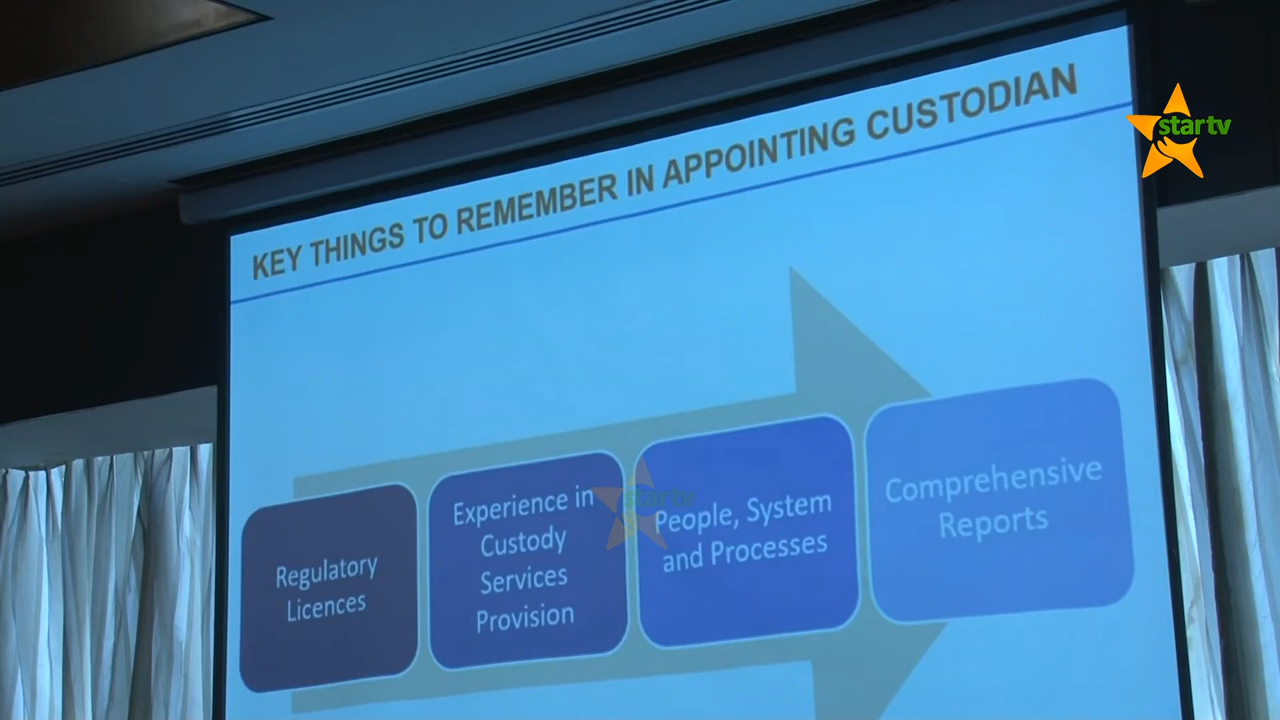 startv
KEY THINGS TO REMEMBER IN APPOINTING CUSTODIAN
Regulatory
Licences
Experience in
Custody
Services
Provision
startv
People, System
and Processes
Comprehensive
Reports